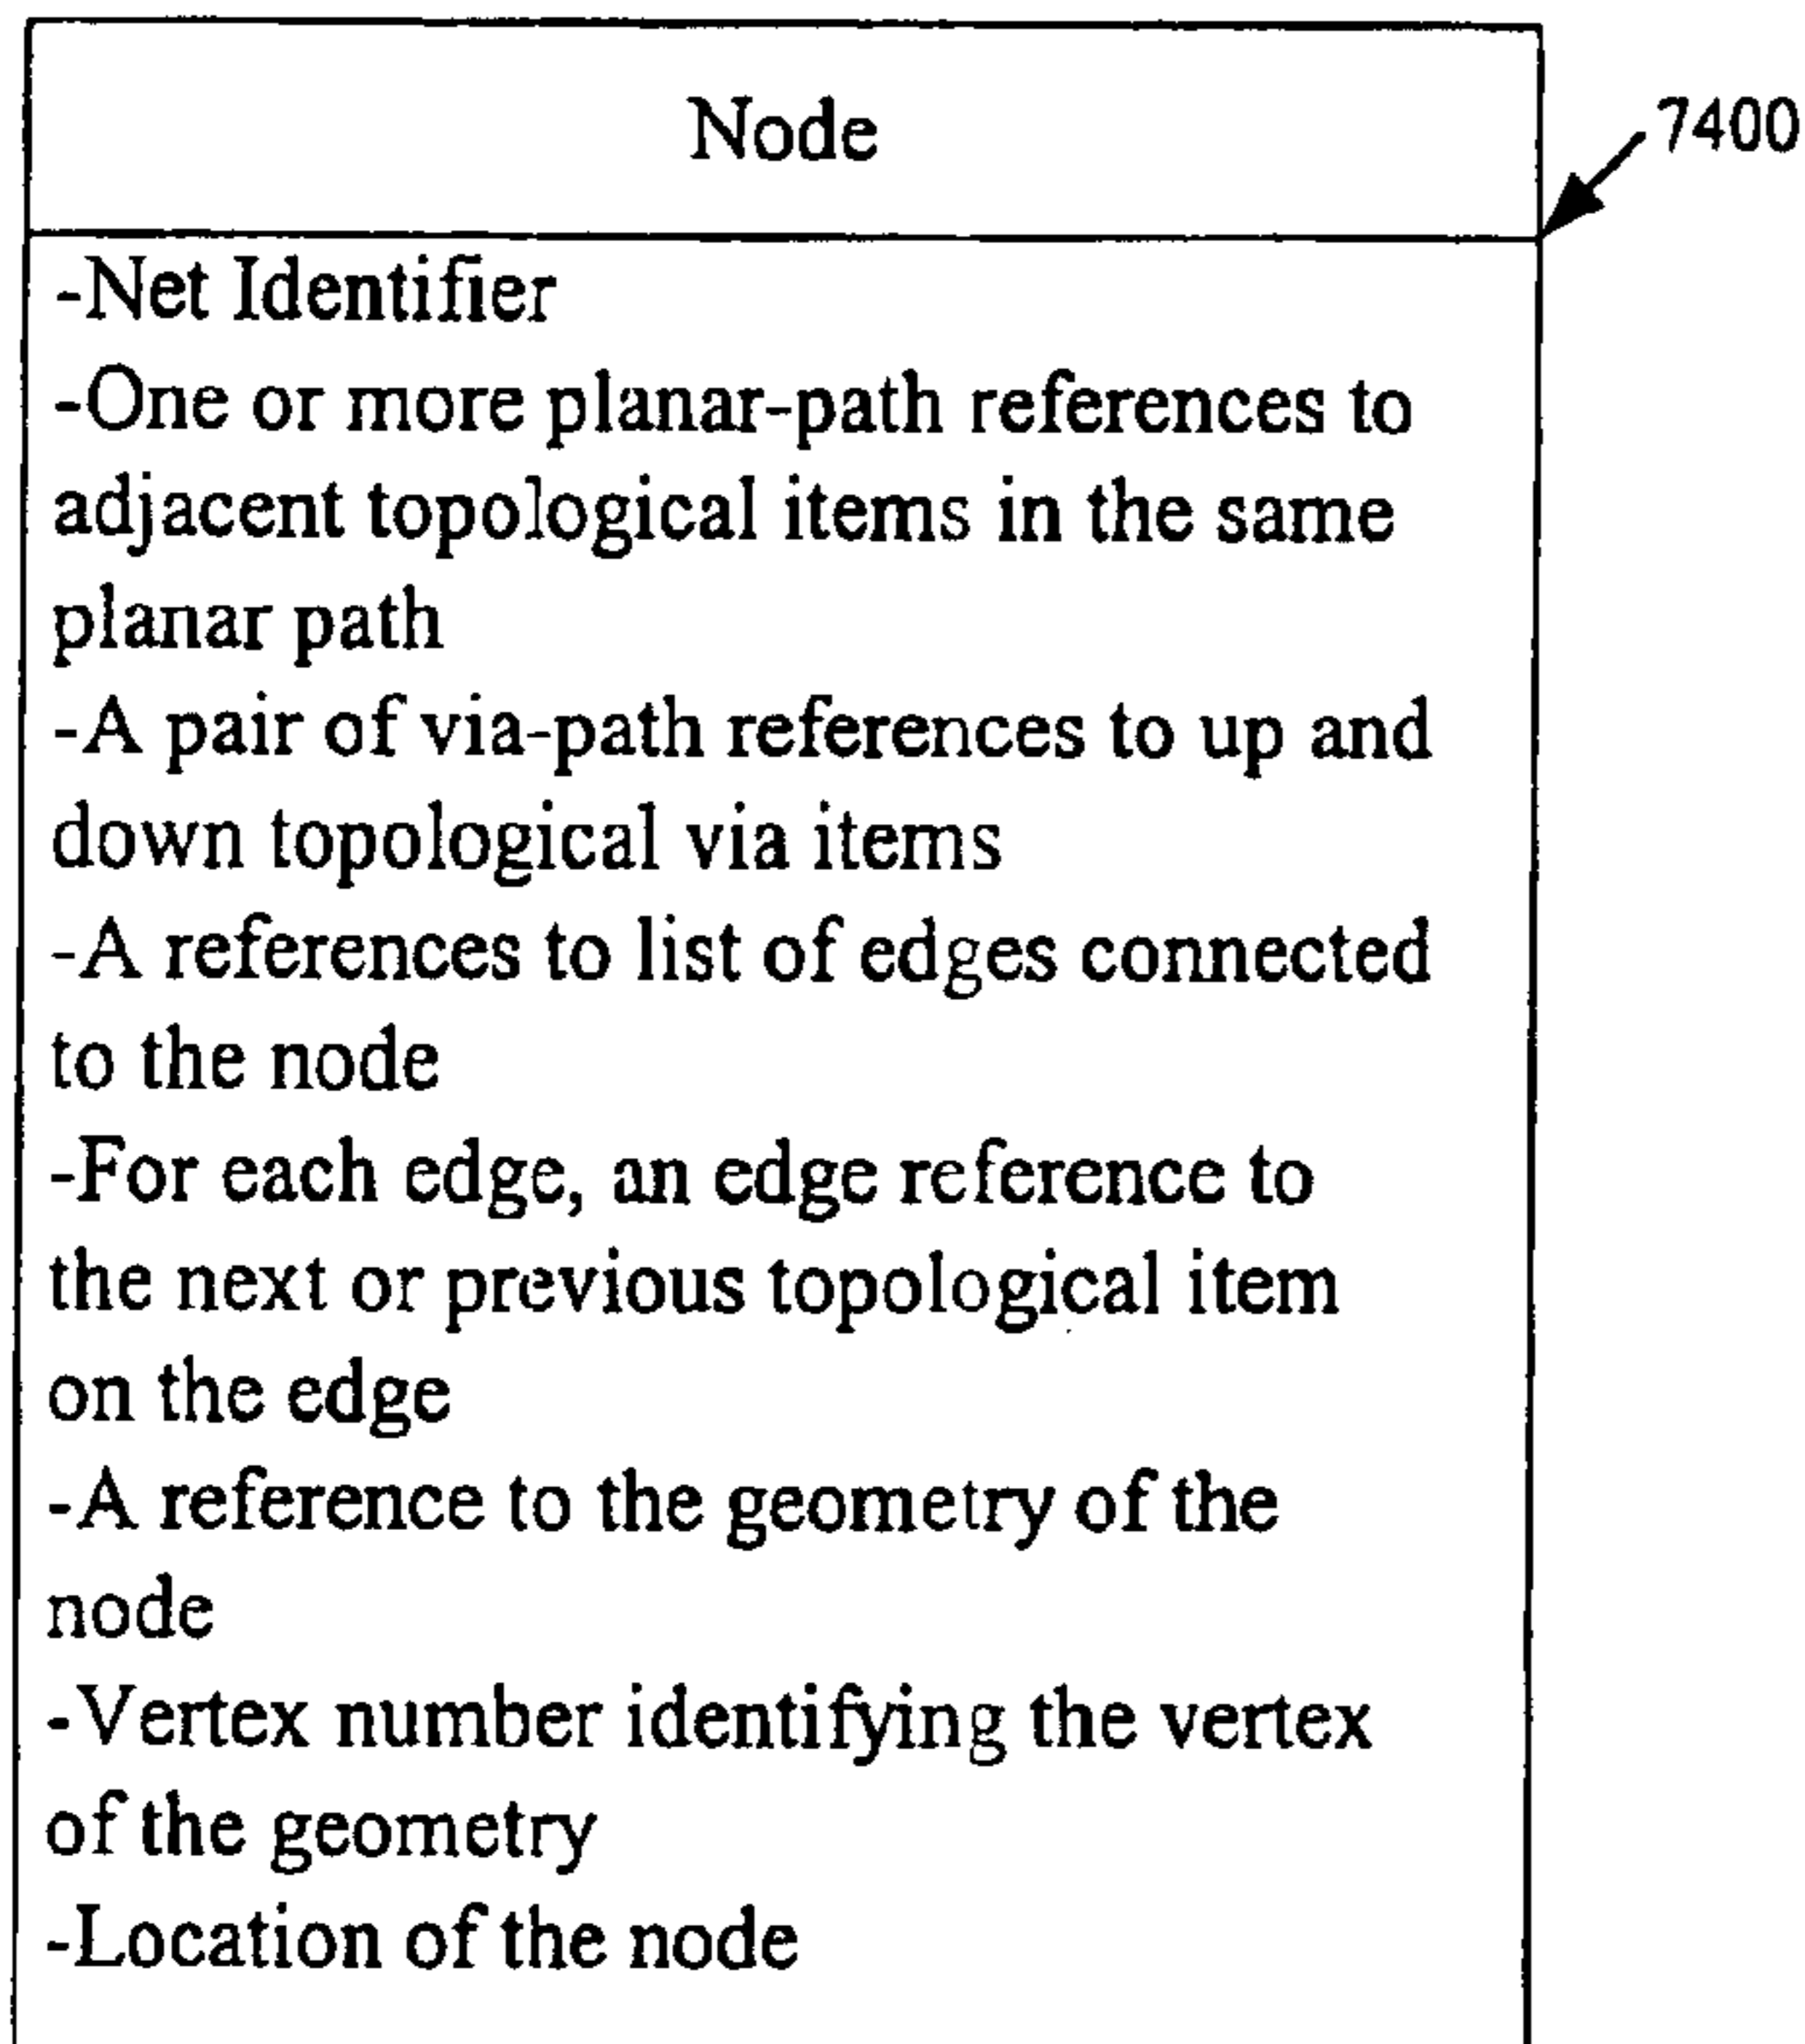 Node
7400
-Net Identifier
-One or more planar-path references to
adjacent topological items in the same
planar path
-A pair of via-path references to up and
down topological via items
-A references to list of edges connected
to the node
-For each edge, an edge reference to
the next or previous topological item
on the edge
-A reference to the geometry of the
node
-Vertex number identifying the vertex
of the geometry
-Location of the node